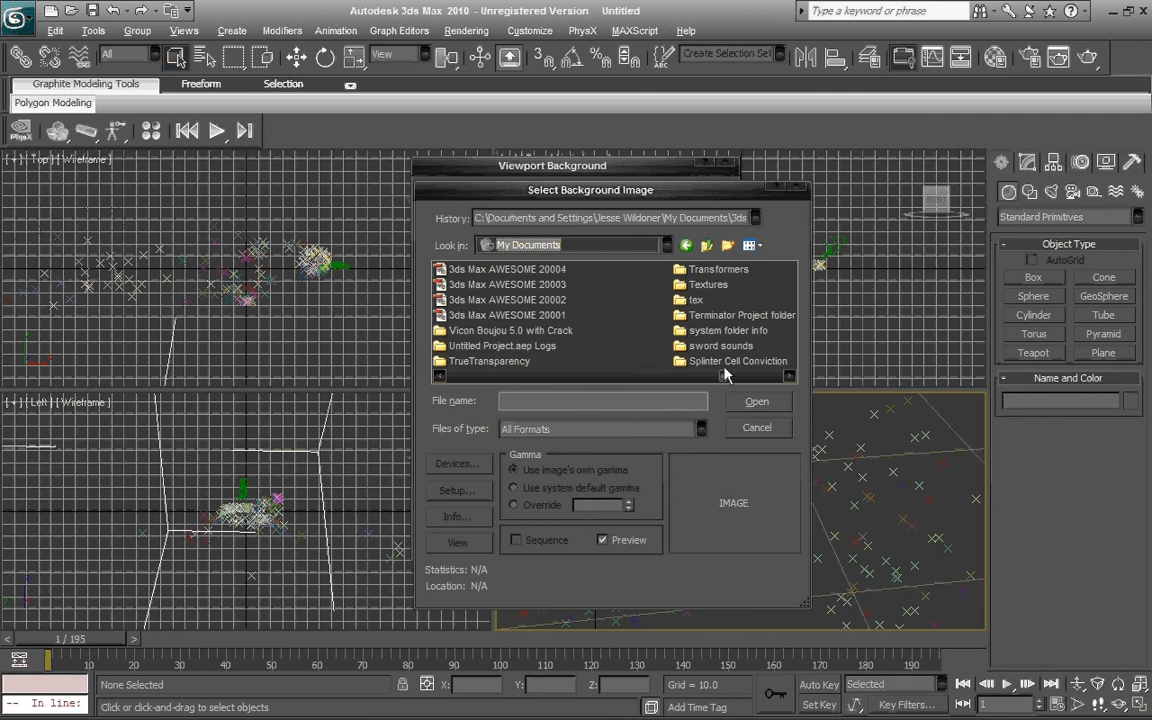 Autodesk 3ds Max 2010 - Unregistered Version Untitled
Type a keyword or phrase
Edit Tools Group Views Create Modifiers Animation Graph Editors Rendering Customize PhysX MAXScript Help
All
View
Create Selection Set
Graphite Modeling Tools Freeform Selection
Polygon Modeling
PhysX
[ + ] Top [ Wireframe ]
Viewport Background
Select Background Image
History: C:\Documents and Settings\Jesse Wildoner\My Documents\3ds
Look in: My Documents
3ds Max AWESOME 20004
3ds Max AWESOME 20003
3ds Max AWESOME 20002
3ds Max AWESOME 20001
Vicon Boujou 5.0 with Crack
Untitled Project.aep Logs
TrueTransparency
Transformers
Textures
tex
Terminator Project folder
system folder info
sword sounds
Splinter Cell Conviction
File name:
Open
Files of type: All Formats
Cancel
Devices...
Setup...
Info...
View
Gamma
Use image's own gamma
Use system default gamma
Override
Sequence Preview
IMAGE
Statistics: N/A
Location: N/A
[ + ] Left [ Wireframe ]
FRONT
Standard Primitives
- Object Type
AutoGrid
Box Cone
Sphere GeoSphere
Cylinder Tube
Torus Pyramid
Teapot Plane
- Name and Color
< 1 / 195 >
10 20 30 40 50 60 70 80 90 100 110 120 130 140 150 160 170 180 190
None Selected X: Y: Z: Grid = 10.0 Auto Key Selected
-- In line: Click or click-and-drag to select objects Add Time Tag Set Key Key Filters... 1